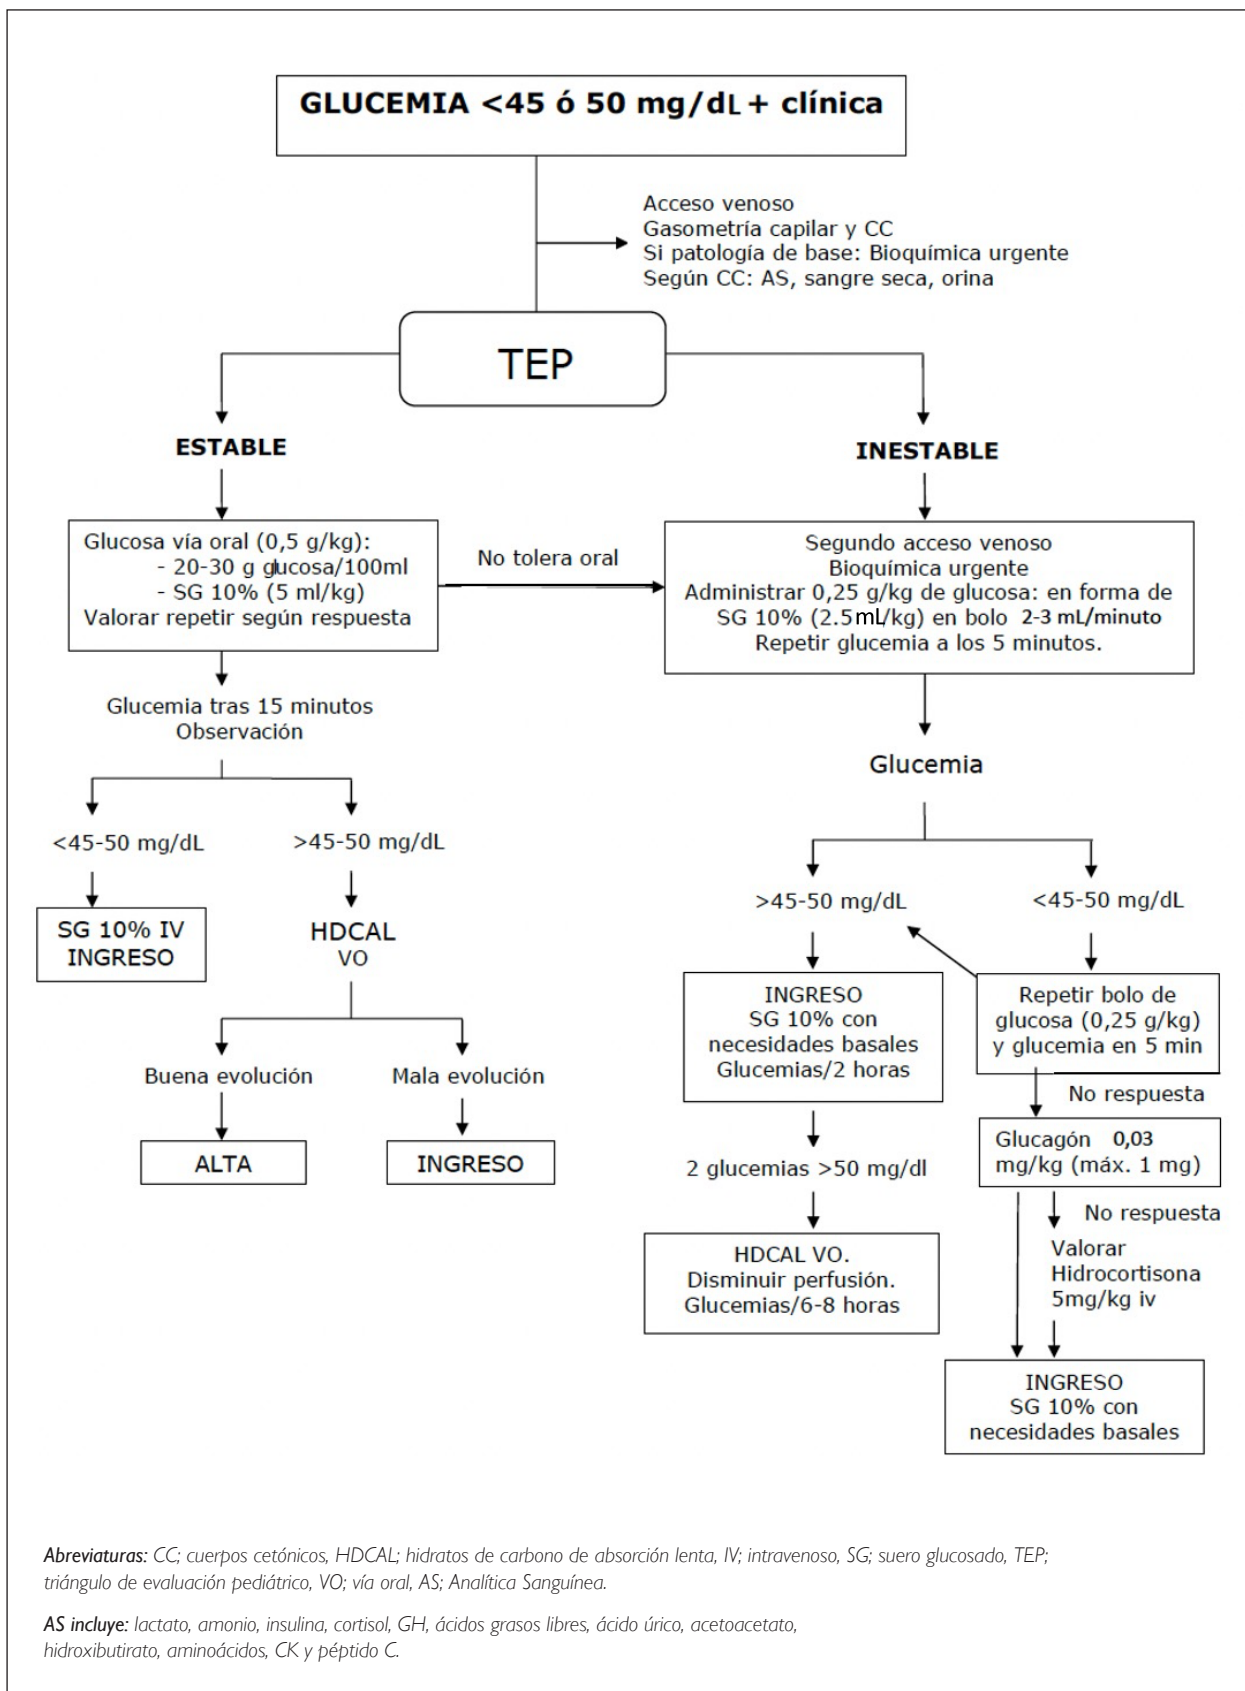 GLUCEMIA <45 ó 50 mg/dL + clínica
Acceso venoso
Gasometría capilar y CC
Si patología de base: Bioquímica urgente
Según CC: AS, sangre seca, orina
TEP
ESTABLE
Glucosa vía oral (0,5 g/kg):
- 20-30 g glucosa/100ml
- SG 10% (5 ml/kg)
Valorar repetir según respuesta
No tolera oral
Glucemia tras 15 minutos
Observación
<45-50 mg/dL
>45-50 mg/dL
SG 10% IV
INGRESO
HDCAL
VO
Buena evolución
Mala evolución
ALTA
INGRESO
INESTABLE
Segundo acceso venoso
Bioquímica urgente
Administrar 0,25 g/kg de glucosa: en forma de
SG 10% (2.5mL/kg) en bolo 2-3 mL/minuto
Repetir glucemia a los 5 minutos.
Glucemia
>45-50 mg/dL
<45-50 mg/dL
INGRESO
SG 10% con
necesidades basales
Glucemias/2 horas
2 glucemias >50 mg/dl
HDCAL VO.
Disminuir perfusión.
Glucemias/6-8 horas
Repetir bolo de
glucosa (0,25 g/kg)
y glucemia en 5 min
No respuesta
Glucagón 0,03
mg/kg (máx. 1 mg)
No respuesta
Valorar
Hidrocortisona
5mg/kg iv
INGRESO
SG 10% con
necesidades basales
Abreviaturas: CC; cuerpos cetónicos, HDCAL; hidratos de carbono de absorción lenta, IV; intravenoso, SG; suero glucosado, TEP;
triángulo de evaluación pediátrico, VO; vía oral, AS; Analítica Sanguínea.
AS incluye: lactato, amonio, insulina, cortisol, GH, ácidos grasos libres, ácido úrico, acetoacetato,
hidroxibutirato, aminoácidos, CK y péptido C.